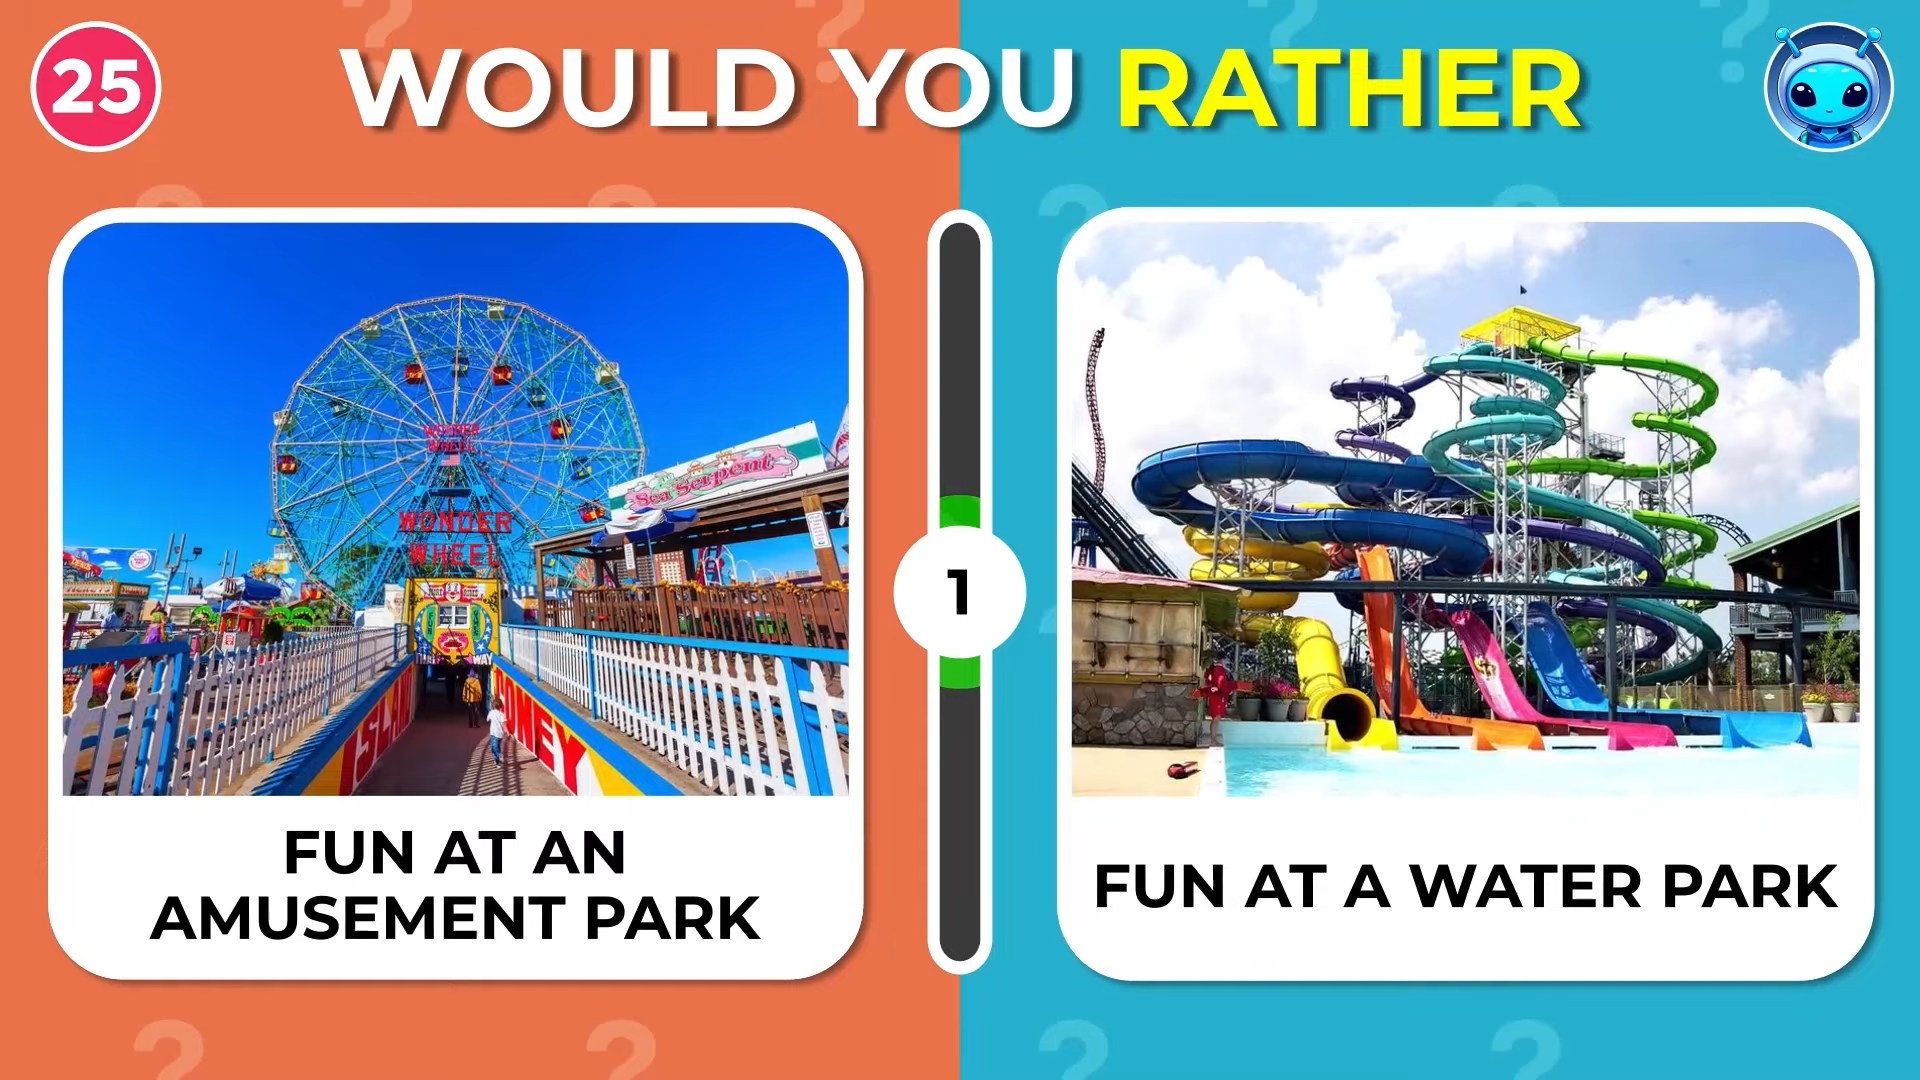 25
WOULD YOU RATHER
WONDER
WHEEL
WONDER
WHEEL
Sea Serpent
ISLAND
CONEY
1
FUN AT AN
AMUSEMENT PARK
FUN AT A WATER PARK